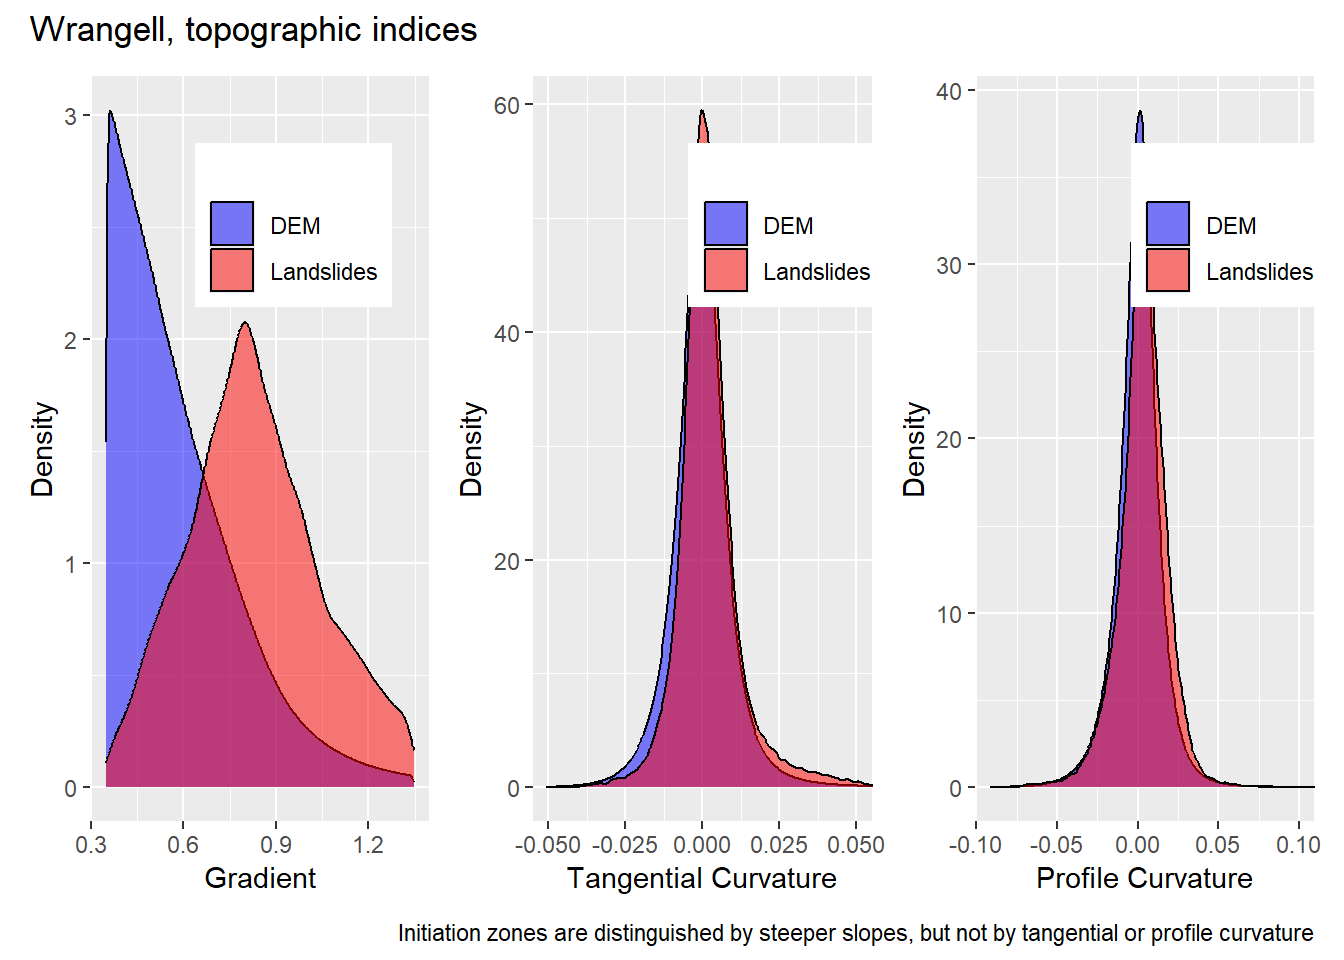 Wrangell, topographic indices
Density
3
2
1
0
DEM
Landslides
0.3 0.6 0.9 1.2
Gradient
Density
60
40
20
0
DEM
Landslides
-0.050 -0.025 0.000 0.025 0.050
Tangential Curvature
Density
40
30
20
10
0
DEM
Landslides
-0.10 -0.05 0.00 0.05 0.10
Profile Curvature
Initiation zones are distinguished by steeper slopes, but not by tangential or profile curvature